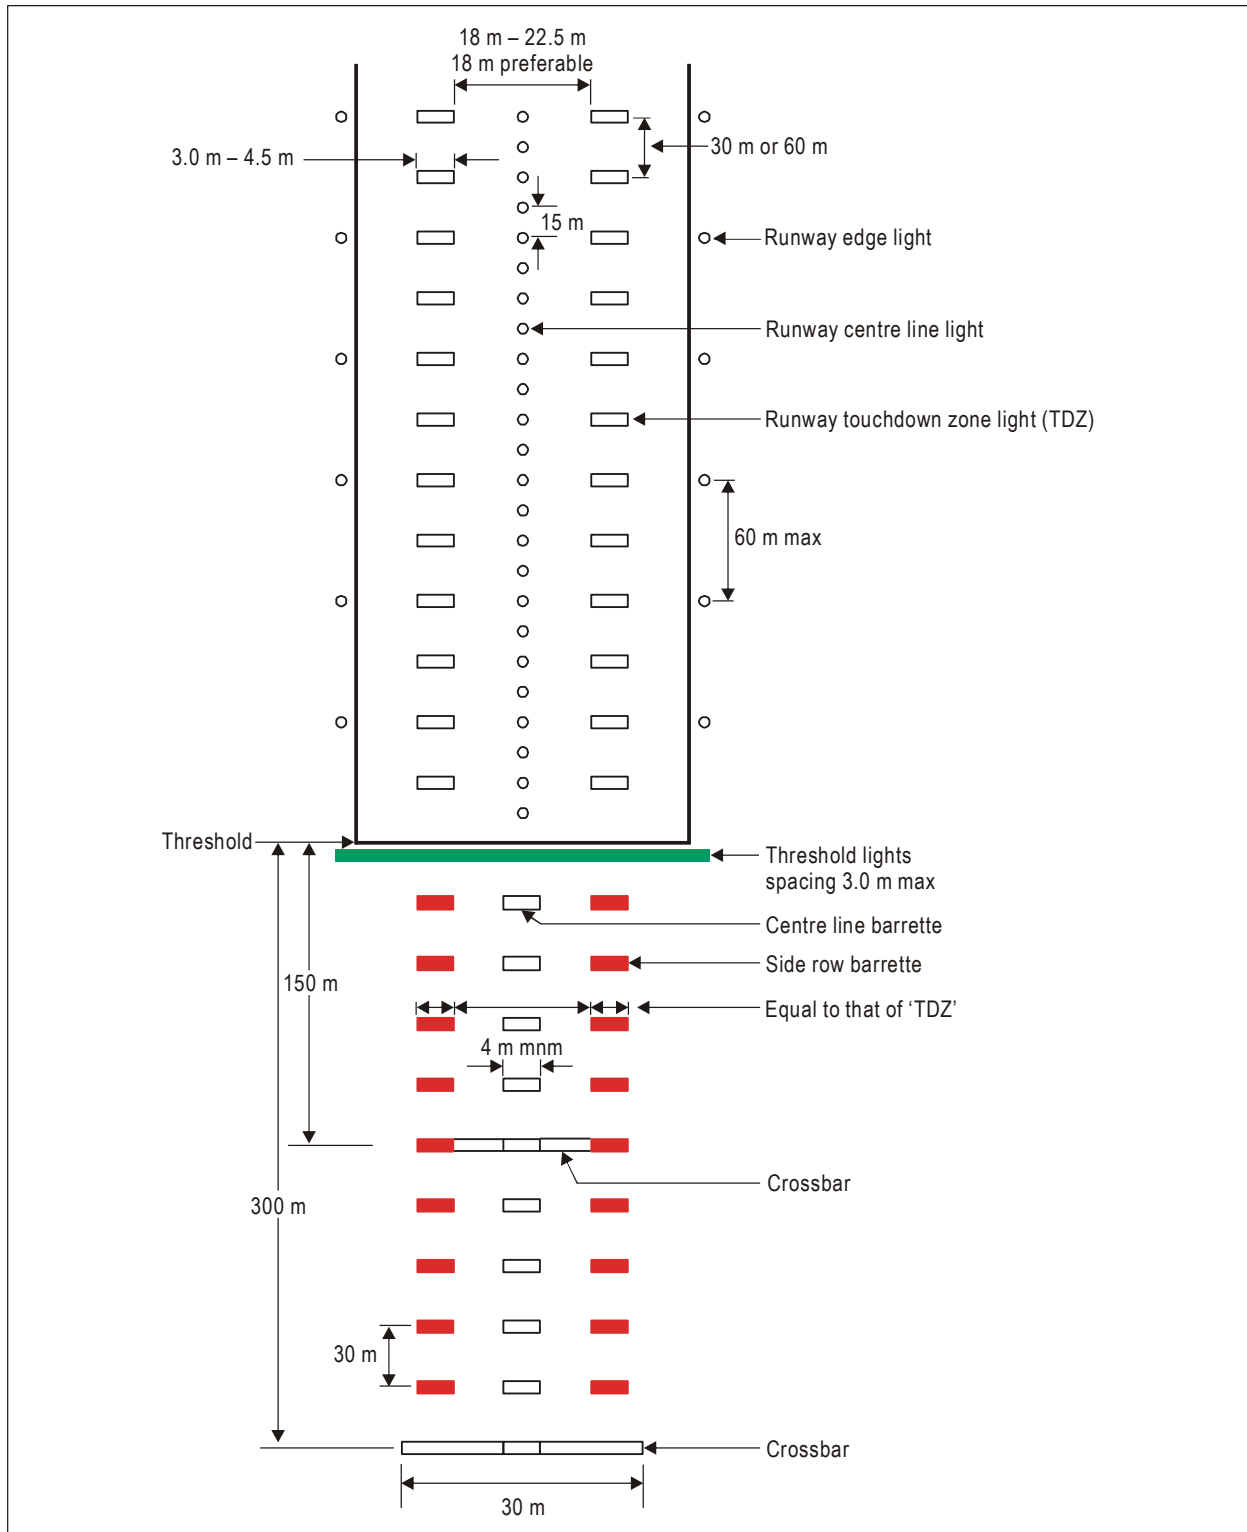 18 m – 22.5 m
18 m preferable
30 m or 60 m
3.0 m – 4.5 m
15 m
Runway edge light
Runway centre line light
Runway touchdown zone light (TDZ)
60 m max
Threshold
Threshold lights
spacing 3.0 m max
Centre line barrette
Side row barrette
150 m
Equal to that of ‘TDZ’
4 m mnm
Crossbar
300 m
30 m
Crossbar
30 m